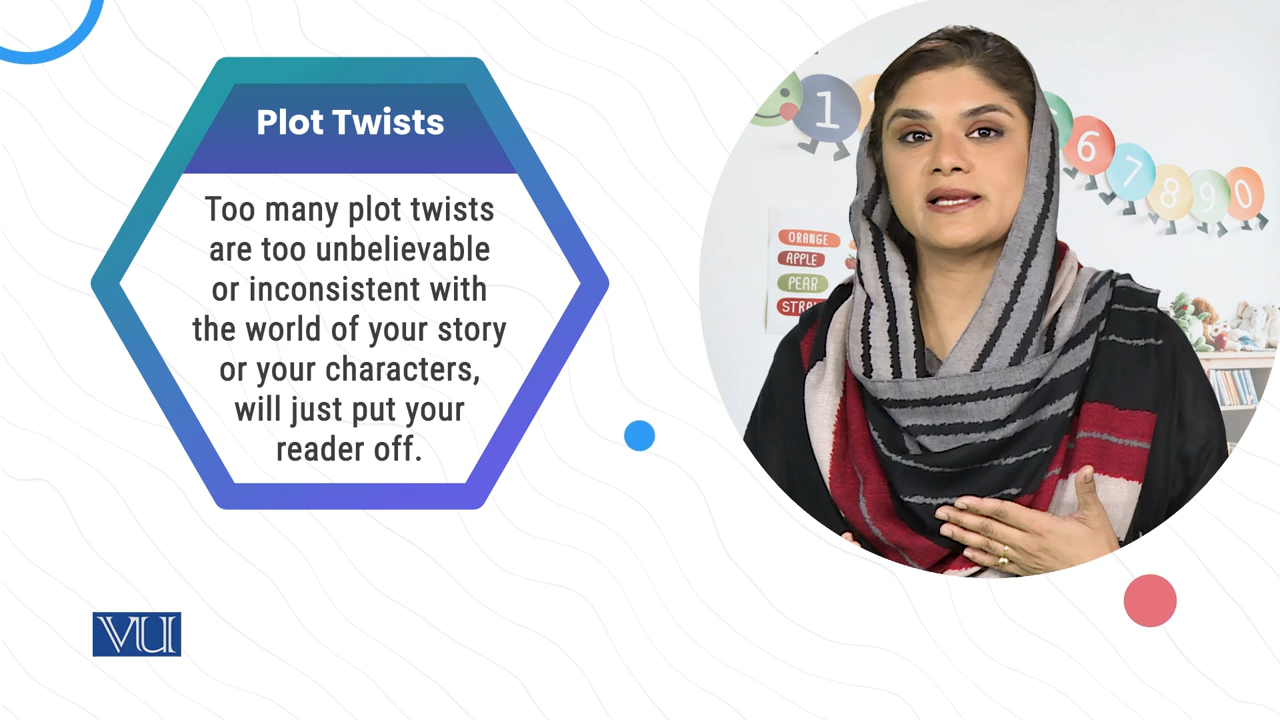 Plot Twists
Too many plot twists
are too unbelievable
or inconsistent with
the world of your story
or your characters,
will just put your
reader off.
VU
1
6
7
8
9
0
ORANGE
APPLE
PEAR